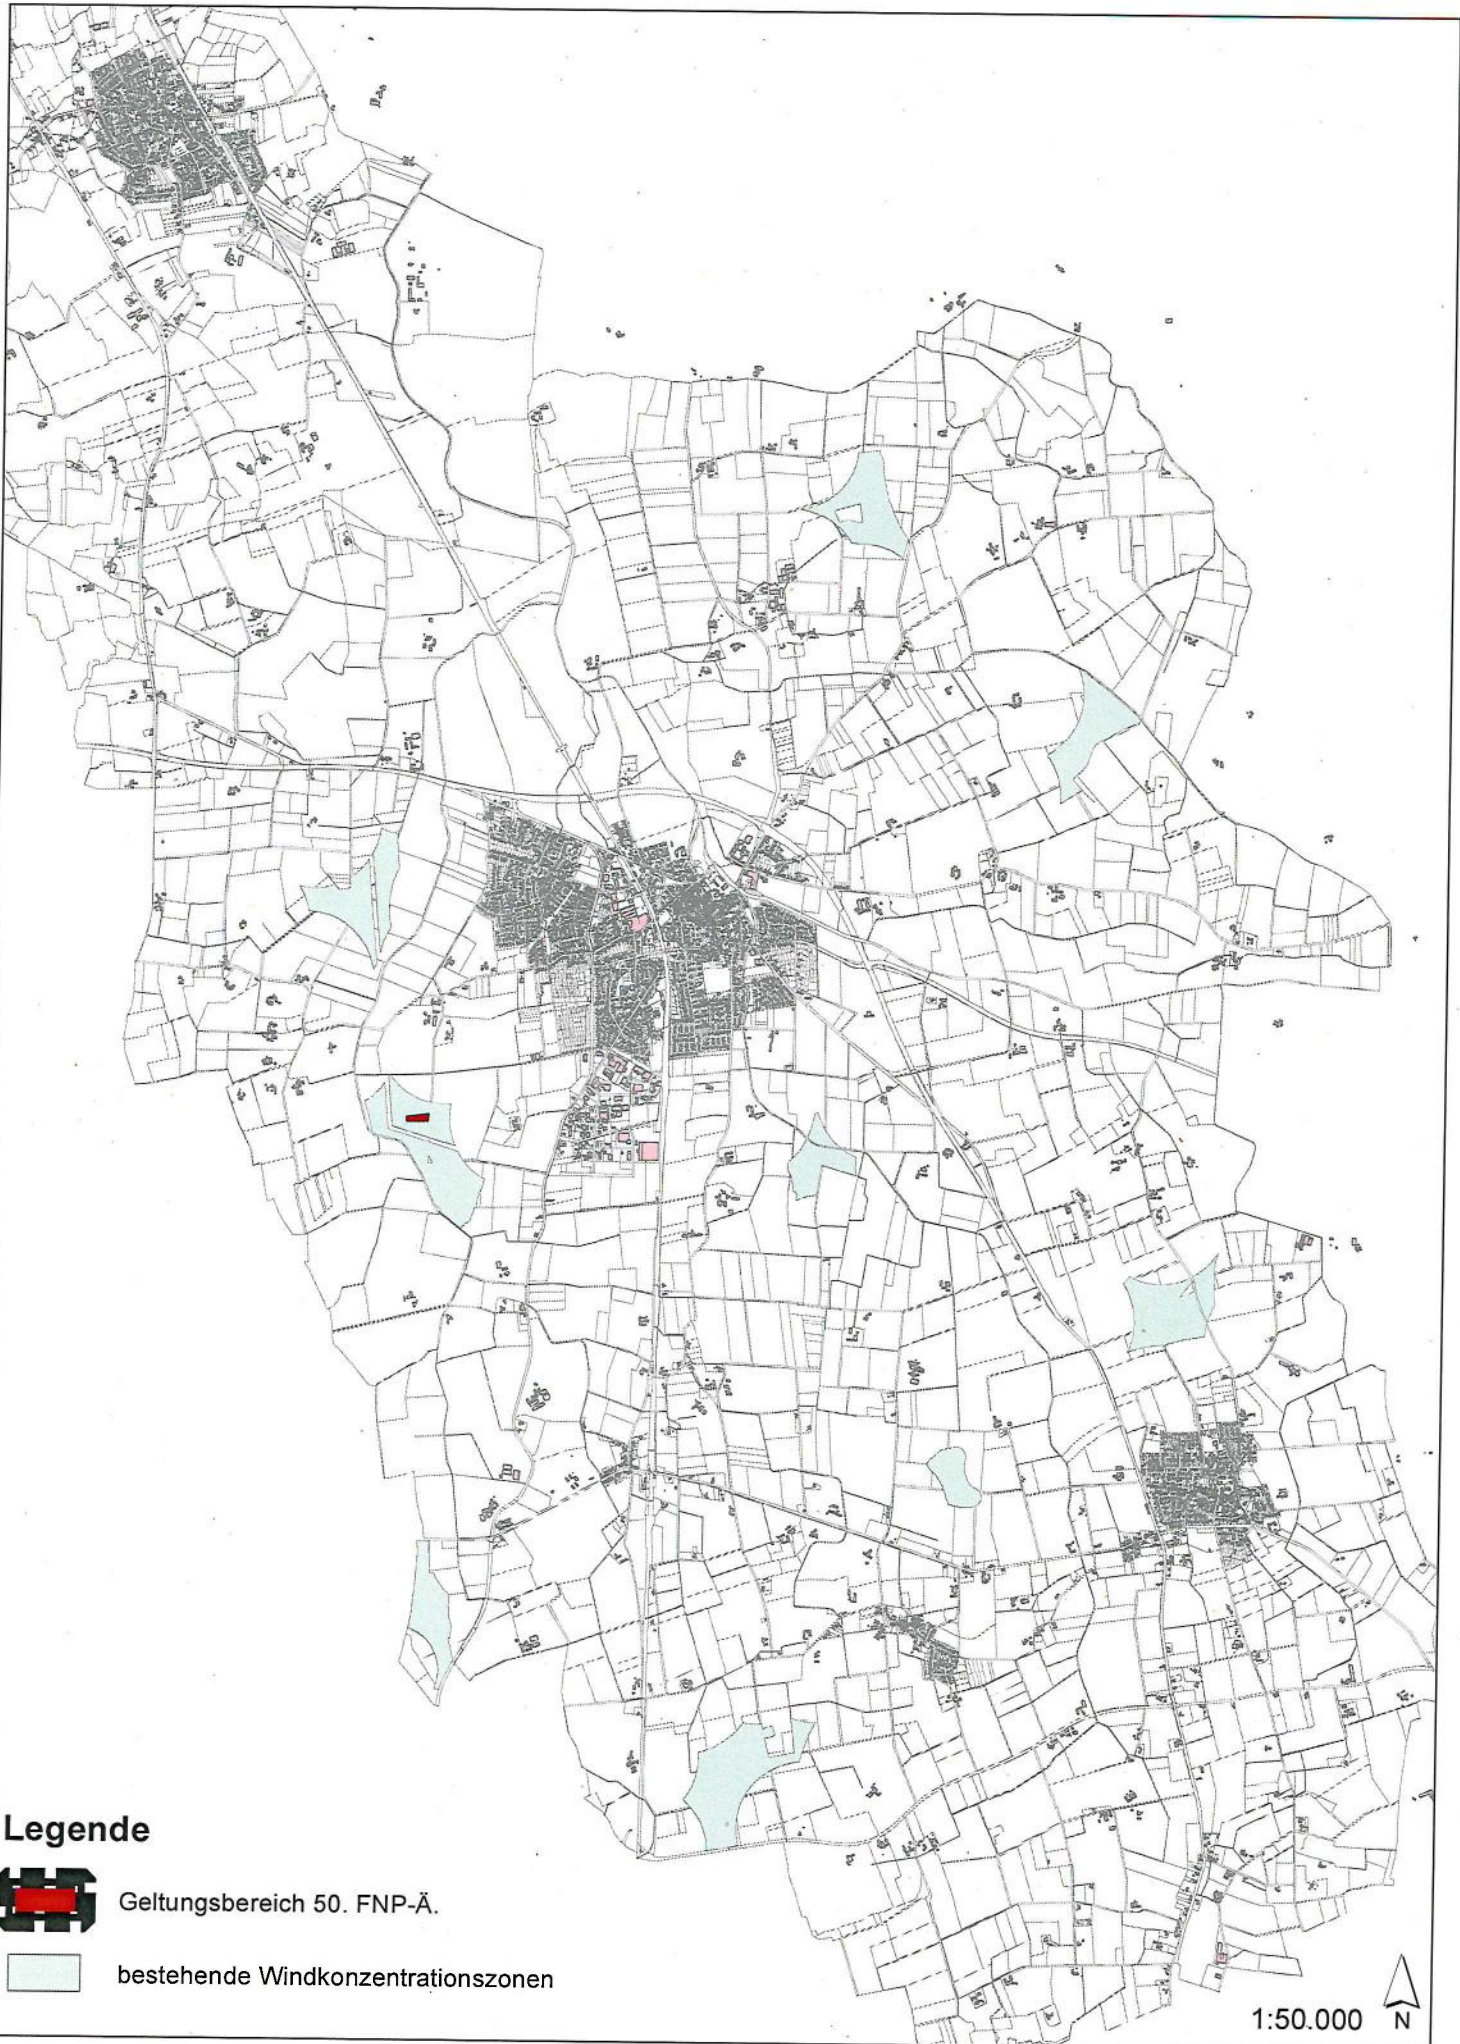 Legende
Geltungsbereich 50. FNP-Ä.
bestehende Windkonzentrationszonen
1:50.000
N